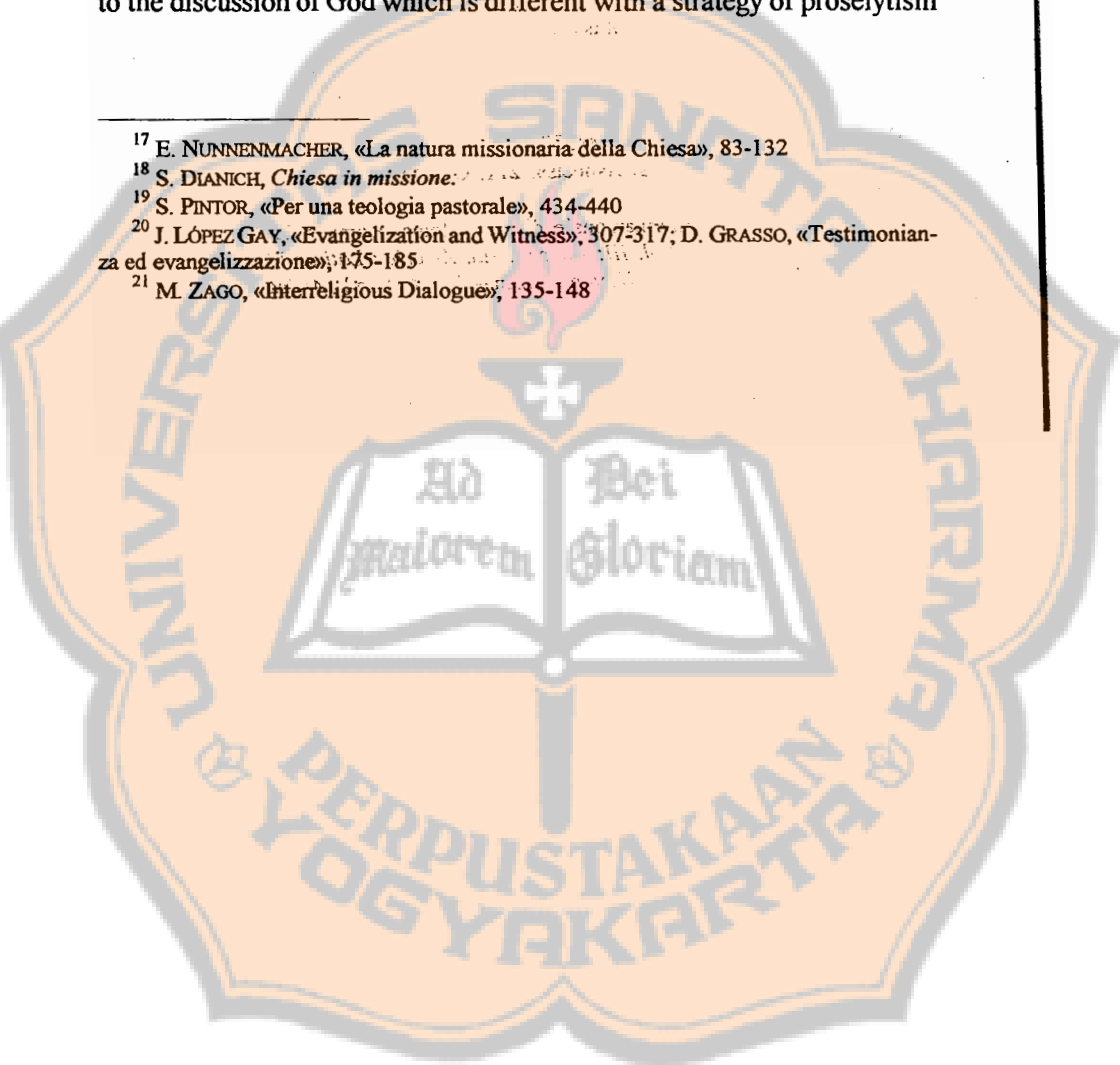 to the discussion of God which is different with a strategy of proselytism
17 E. NUNNENMACHER, «La natura missionaria della Chiesa», 83-132
18 S. DIANICH, Chiesa in missione.
19 S. PINTOR, «Per una teologia pastorale», 434-440
20 J. LÓPEZ GAY, «Evangelization and Witness», 307-317; D. GRASSO, «Testimonian-
za ed evangelizzazione», 175-185
21 M. ZAGO, «Interreligious Dialogue», 135-148
UNIVERSITAS SANATA DHARMA
Ad Dei
maiorem Gloriam
PERPUSTAKAAN
YOGYAKARTA